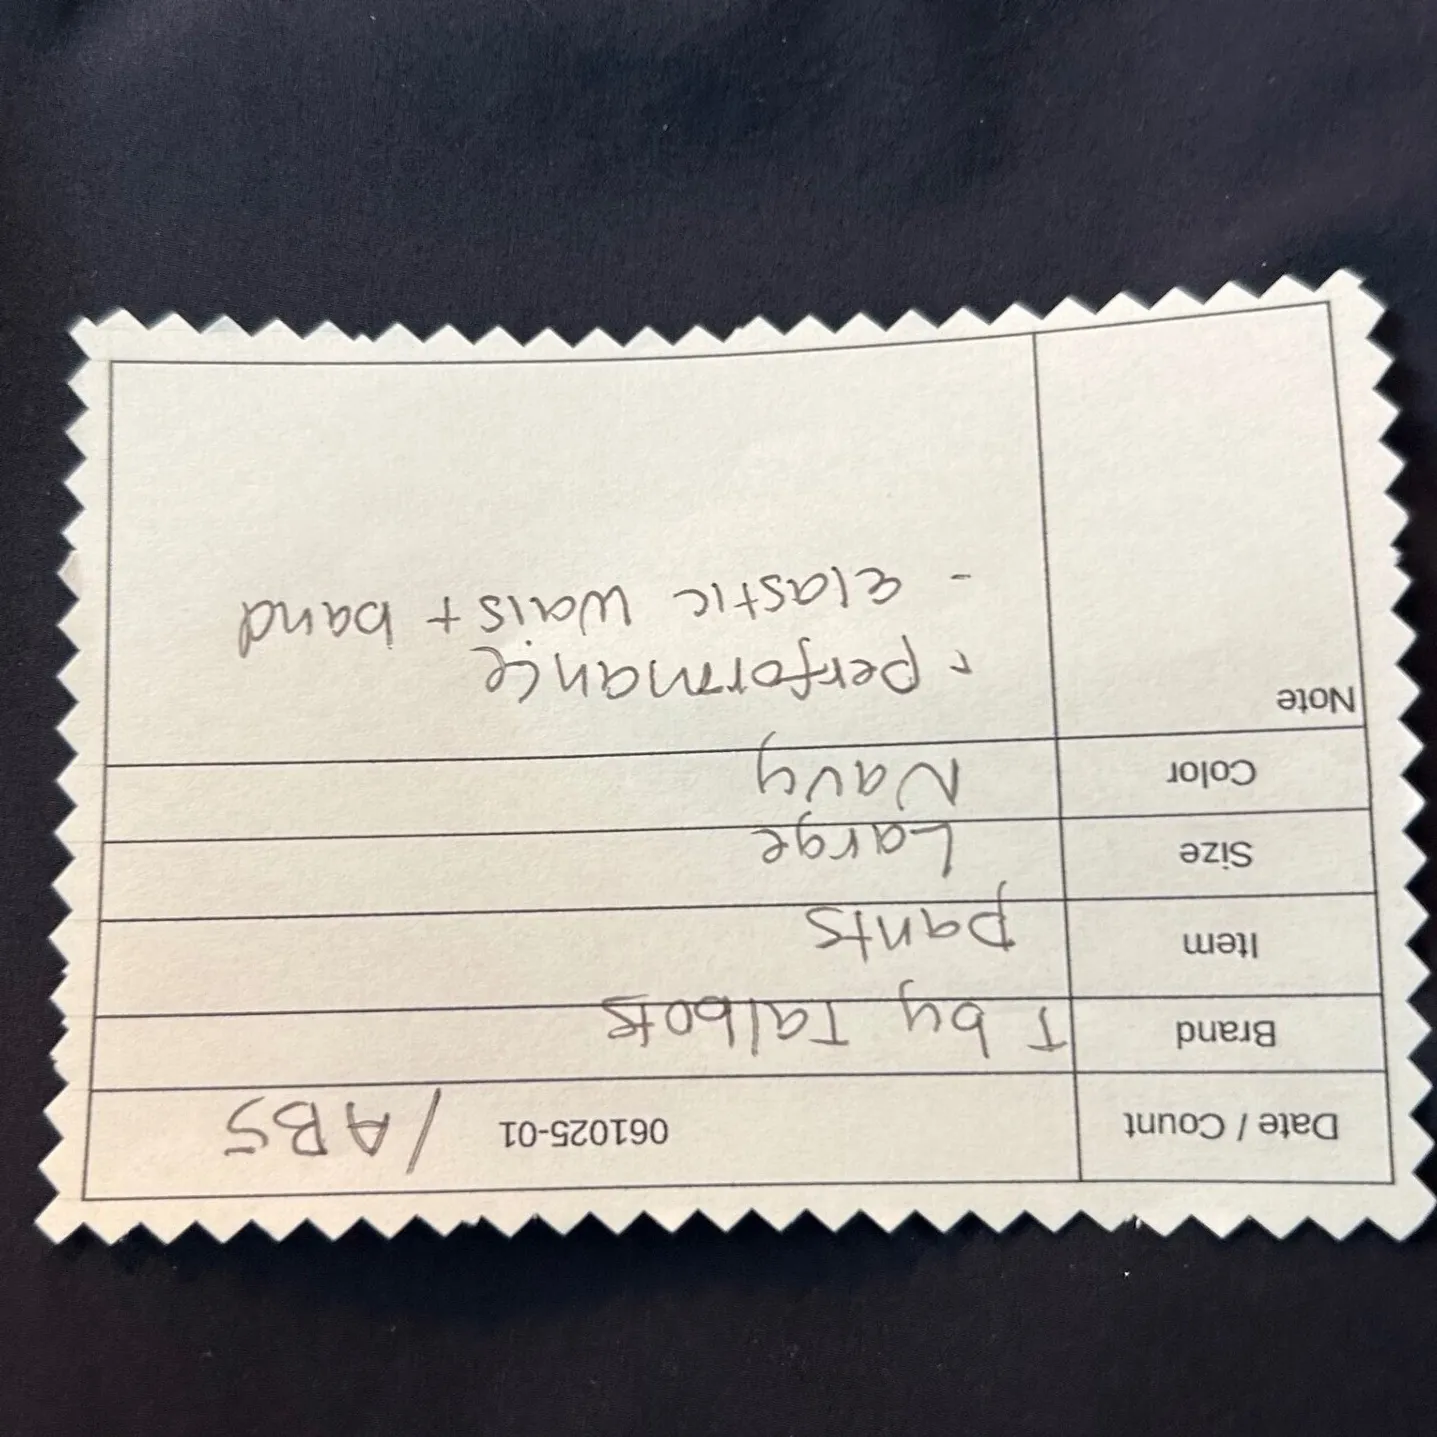 Date / Count 061025-01 / ABS
Brand T by Talbots
Item pants
Size Large
Color Navy
Note - performance
- elastic waist band